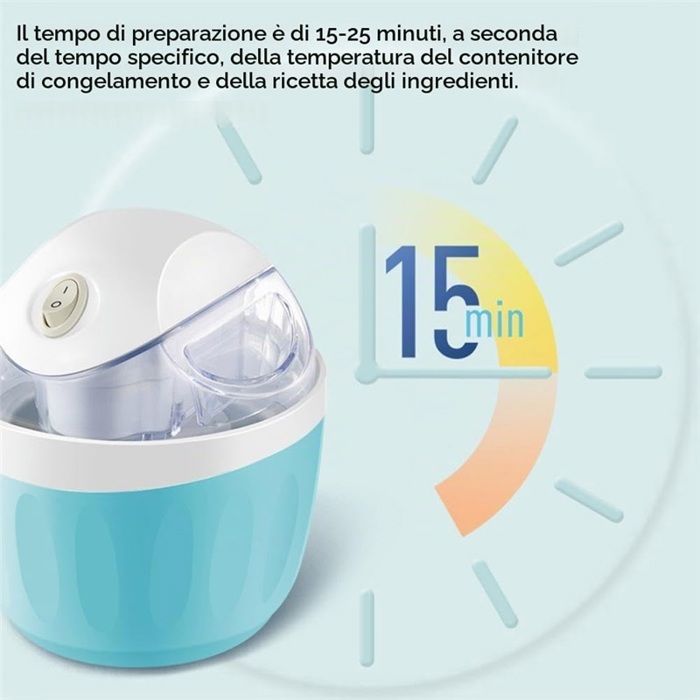 Il tempo di preparazione è di 15-25 minuti, a seconda
del tempo specifico, della temperatura del contenitore
di congelamento e della ricetta degli ingredienti.
15 min
I
O